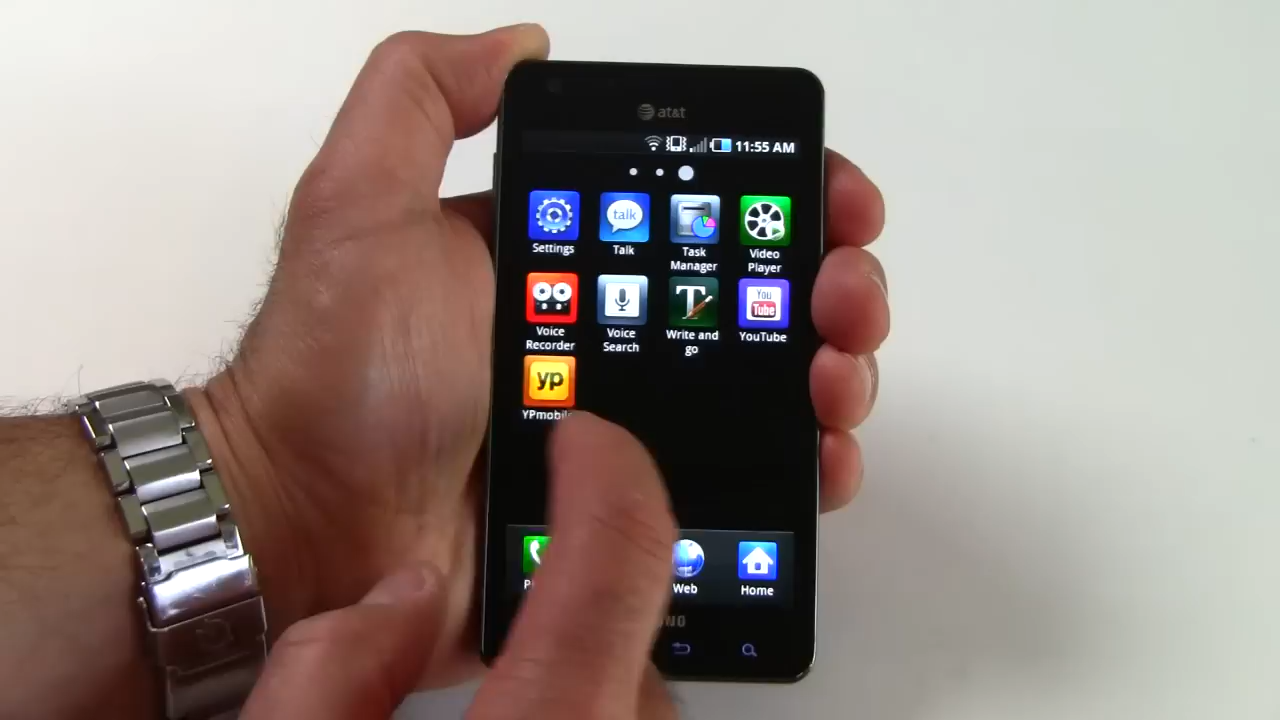 at&t
11:55 AM
talk
Settings
Talk
Task
Manager
Video
Player
T
You
Tube
Voice
Recorder
Voice
Search
Write and
go
YouTube
yp
Web
Home